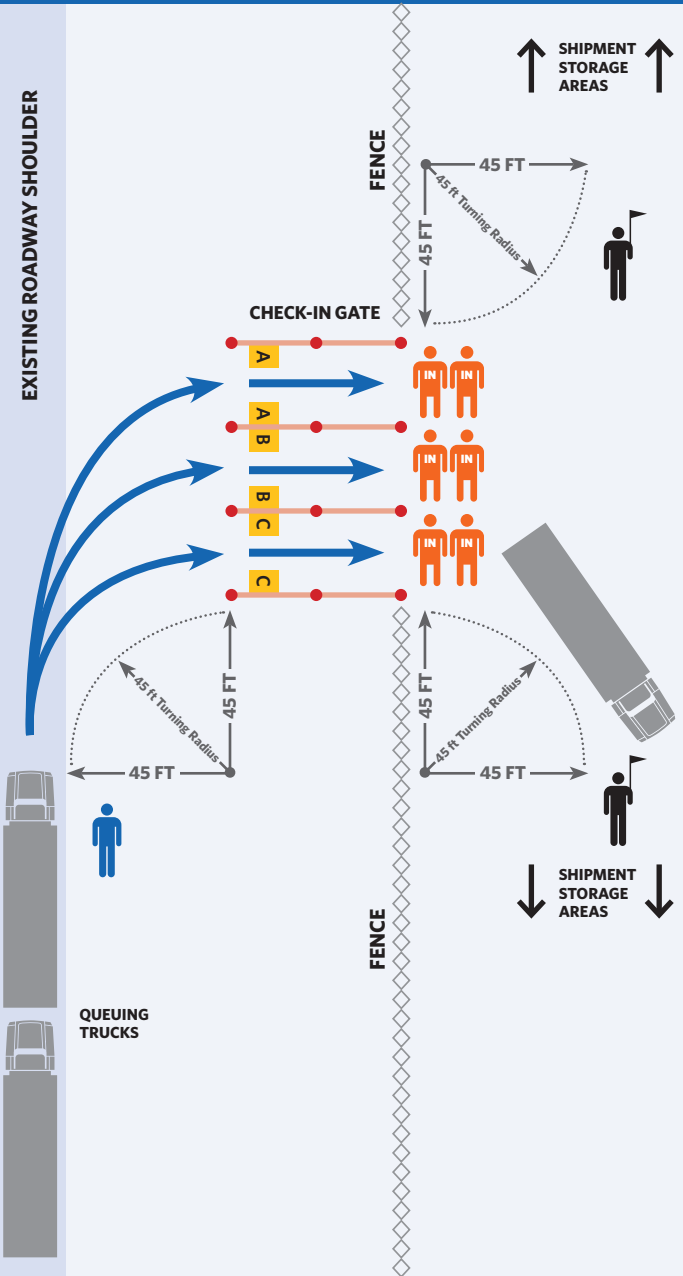 SHIPMENT
STORAGE
AREAS
EXISTING ROADWAY SHOULDER
FENCE
45 FT
45 ft Turning Radius
45 FT
CHECK-IN GATE
A
IN
IN
A
B
IN
IN
B
C
IN
IN
C
45 FT
45 ft Turning Radius
45 FT
45 FT
45 ft Turning Radius
45 FT
SHIPMENT
STORAGE
AREAS
FENCE
QUEUING
TRUCKS